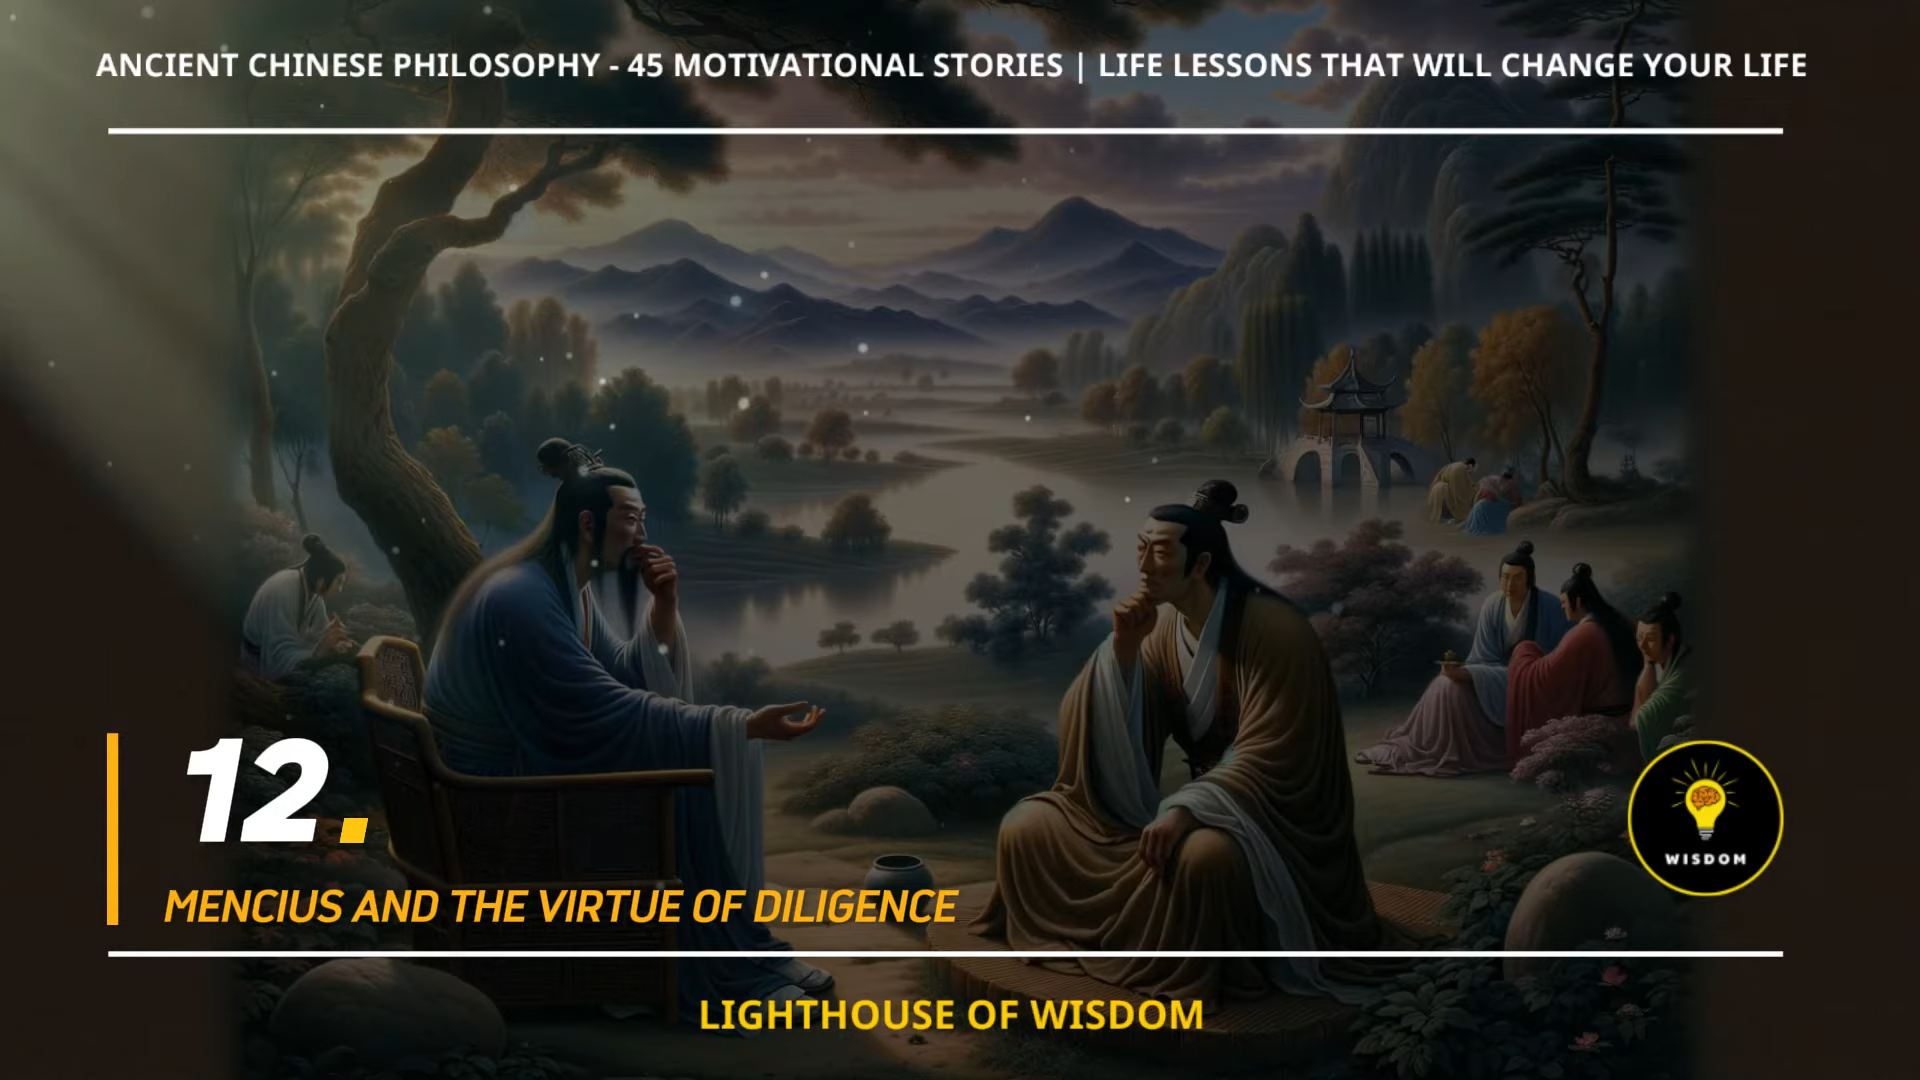 ANCIENT CHINESE PHILOSOPHY - 45 MOTIVATIONAL STORIES | LIFE LESSONS THAT WILL CHANGE YOUR LIFE
12.
MENCIUS AND THE VIRTUE OF DILIGENCE
WISDOM
LIGHTHOUSE OF WISDOM